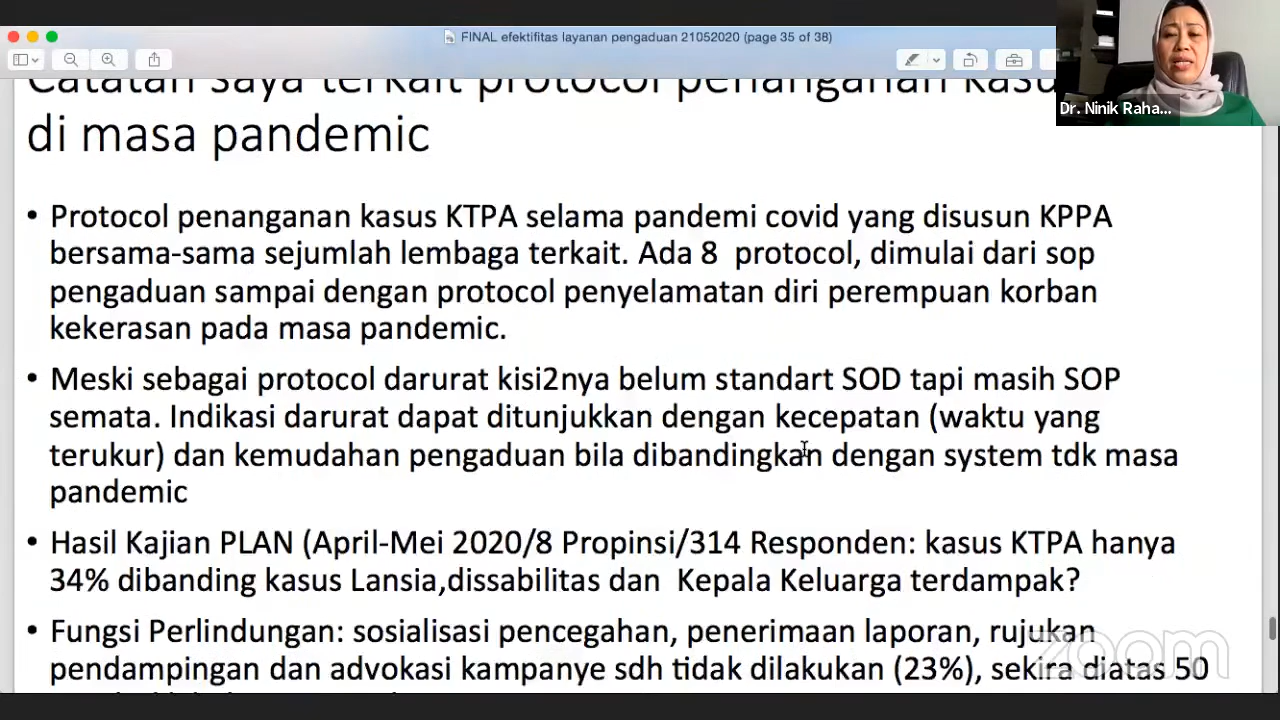 FINAL efektifitas layanan pengaduan 21052020 (page 35 of 38)
Dr. Ninik Raha...
Catatan saya terkait protocol penanganan kasus
di masa pandemic
• Protocol penanganan kasus KTPA selama pandemi covid yang disusun KPPA
bersama-sama sejumlah lembaga terkait. Ada 8 protocol, dimulai dari sop
pengaduan sampai dengan protocol penyelamatan diri perempuan korban
kekerasan pada masa pandemic.
• Meski sebagai protocol darurat kisi2nya belum standart SOD tapi masih SOP
semata. Indikasi darurat dapat ditunjukkan dengan kecepatan (waktu yang
terukur) dan kemudahan pengaduan bila dibandingkan dengan system tdk masa
pandemic
• Hasil Kajian PLAN (April-Mei 2020/8 Propinsi/314 Responden: kasus KTPA hanya
34% dibanding kasus Lansia,dissabilitas dan Kepala Keluarga terdampak?
• Fungsi Perlindungan: sosialisasi pencegahan, penerimaan laporan, rujukan
pendampingan dan advokasi kampanye sdh tidak dilakukan (23%), sekira diatas 50
zoom